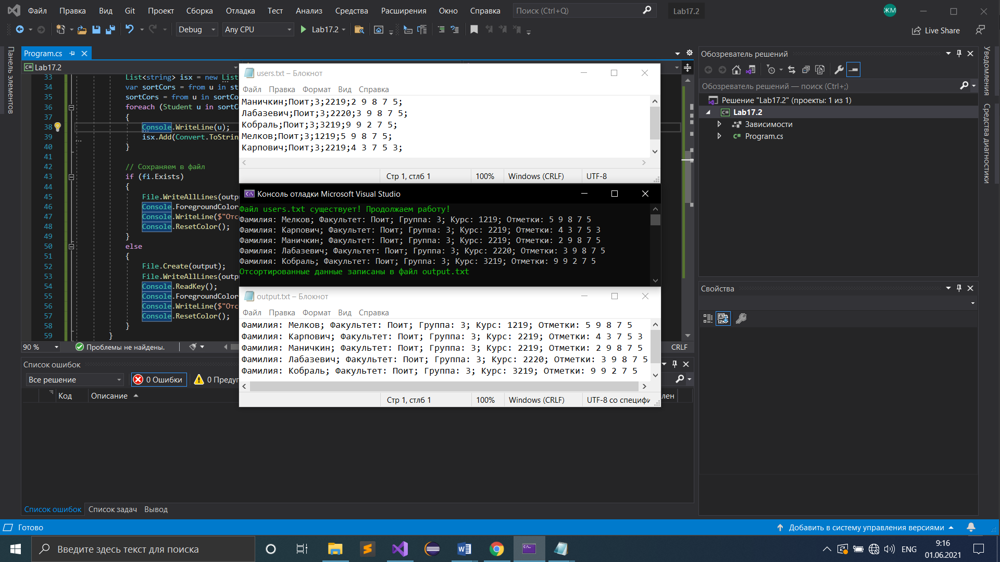 Файл Правка Вид Git Проект Сборка Отладка Тест Анализ Средства Расширения Окно Справка Поиск (Ctrl+Q) Lab17.2 ЖМ
Debug Any CPU Lab17.2 Live Share
Панель элементов
Program.cs
Lab17.2
33 List<string> isx = new List
34 var sortCors = from u in st
35 sortCors = from u in sortCo
36 foreach (Student u in sortC
37 {
38 Console.WriteLine(u);
39 isx.Add(Convert.ToStrin
40 }
41
42 // Сохраняем в файл
43 if (fi.Exists)
44 {
45 File.WriteAllLines(outp
46 Console.ForegroundColor
47 Console.WriteLine($"Отс
48 Console.ResetColor();
49 }
50 else
51 {
52 File.Create(output);
53 File.WriteAllLines(outp
54 Console.ReadKey();
55 Console.ForegroundColor
56 Console.WriteLine($"Отс
57 Console.ResetColor();
58 }
59 }
90 % Проблемы не найдены. CRLF
users.txt – Блокнот
Файл Правка Формат Вид Справка
Маничкин;Поит;3;2219;2 9 8 7 5;
Лабазевич;Поит;3;2220;3 9 8 7 5;
Кобраль;Поит;3;3219;9 9 2 7 5;
Мелков;Поит;3;1219;5 9 8 7 5;
Карпович;Поит;3;2219;4 3 7 5 3;
Стр 1, стлб 1 100% Windows (CRLF) UTF-8
Консоль отладки Microsoft Visual Studio
Файл users.txt существует! Продолжаем работу!
Фамилия: Мелков; Факультет: Поит; Группа: 3; Курс: 1219; Отметки: 5 9 8 7 5
Фамилия: Карпович; Факультет: Поит; Группа: 3; Курс: 2219; Отметки: 4 3 7 5 3
Фамилия: Маничкин; Факультет: Поит; Группа: 3; Курс: 2219; Отметки: 2 9 8 7 5
Фамилия: Лабазевич; Факультет: Поит; Группа: 3; Курс: 2220; Отметки: 3 9 8 7 5
Фамилия: Кобраль; Факультет: Поит; Группа: 3; Курс: 3219; Отметки: 9 9 2 7 5
Отсортированные данные записаны в файл output.txt
output.txt – Блокнот
Файл Правка Формат Вид Справка
Фамилия: Мелков; Факультет: Поит; Группа: 3; Курс: 1219; Отметки: 5 9 8 7 5
Фамилия: Карпович; Факультет: Поит; Группа: 3; Курс: 2219; Отметки: 4 3 7 5 3
Фамилия: Маничкин; Факультет: Поит; Группа: 3; Курс: 2219; Отметки: 2 9 8 7 5
Фамилия: Лабазевич; Факультет: Поит; Группа: 3; Курс: 2220; Отметки: 3 9 8 7 5
Фамилия: Кобраль; Факультет: Поит; Группа: 3; Курс: 3219; Отметки: 9 9 2 7 5
Стр 1, стлб 1 100% Windows (CRLF) UTF-8 со специфи
Обозреватель решений
Обозреватель решений — поиск (Ctrl+;)
Решение "Lab17.2" (проекты: 1 из 1)
Lab17.2
Зависимости
Program.cs
Свойства
Уведомления
Средства диагностики
Список ошибок
Все решение 0 Ошибки 0 Предуп
Код Описание лен
Список ошибок Список задач Вывод
Готово Добавить в систему управления версиями
Введите здесь текст для поиска ENG 9:16
01.06.2021